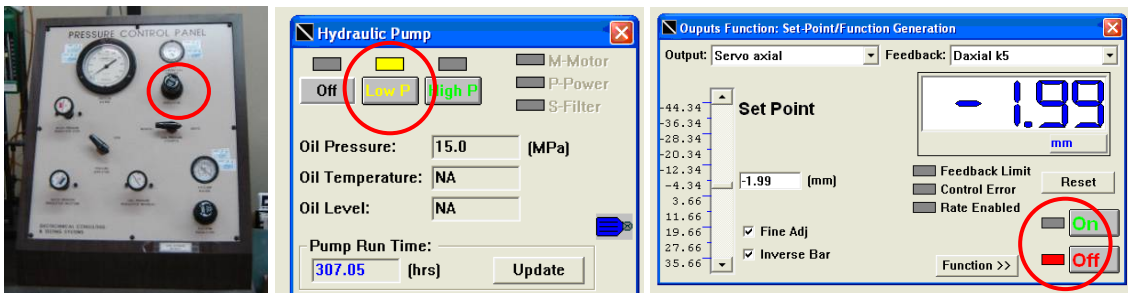 PRESSURE CONTROL PANEL
Hydraulic Pump
Off
Low P
High P
M-Motor
P-Power
S-Filter
Oil Pressure: 15.0 (MPa)
Oil Temperature: NA
Oil Level: NA
Pump Run Time:
307.05 (hrs) Update
Ouputs Function: Set-Point/Function Generation
Output: Servo axial Feedback: Daxial k5
-44.34
-36.34
-28.34
-20.34
-12.34
-4.34
3.66
11.66
19.66
27.66
35.66
Set Point
-1.99 (mm)
Fine Adj
Inverse Bar
-1.99
mm
Feedback Limit
Control Error
Rate Enabled
Reset
On
Off
Function >>